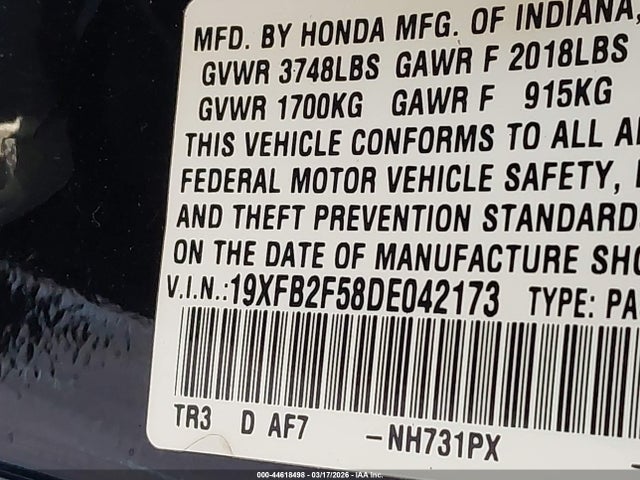 MFD. BY HONDA MFG. OF INDIANA,
GVWR 3748LBS GAWR F 2018LBS
GVWR 1700KG GAWR F 915KG
THIS VEHICLE CONFORMS TO ALL
FEDERAL MOTOR VEHICLE SAFETY,
AND THEFT PREVENTION STANDARD
ON THE DATE OF MANUFACTURE SHO
V.I.N.:19XFB2F58DE042173 TYPE: PA
TR3 D AF7 -NH731PX
000-44618498 - 03/17/2026 - IAAI, Inc.